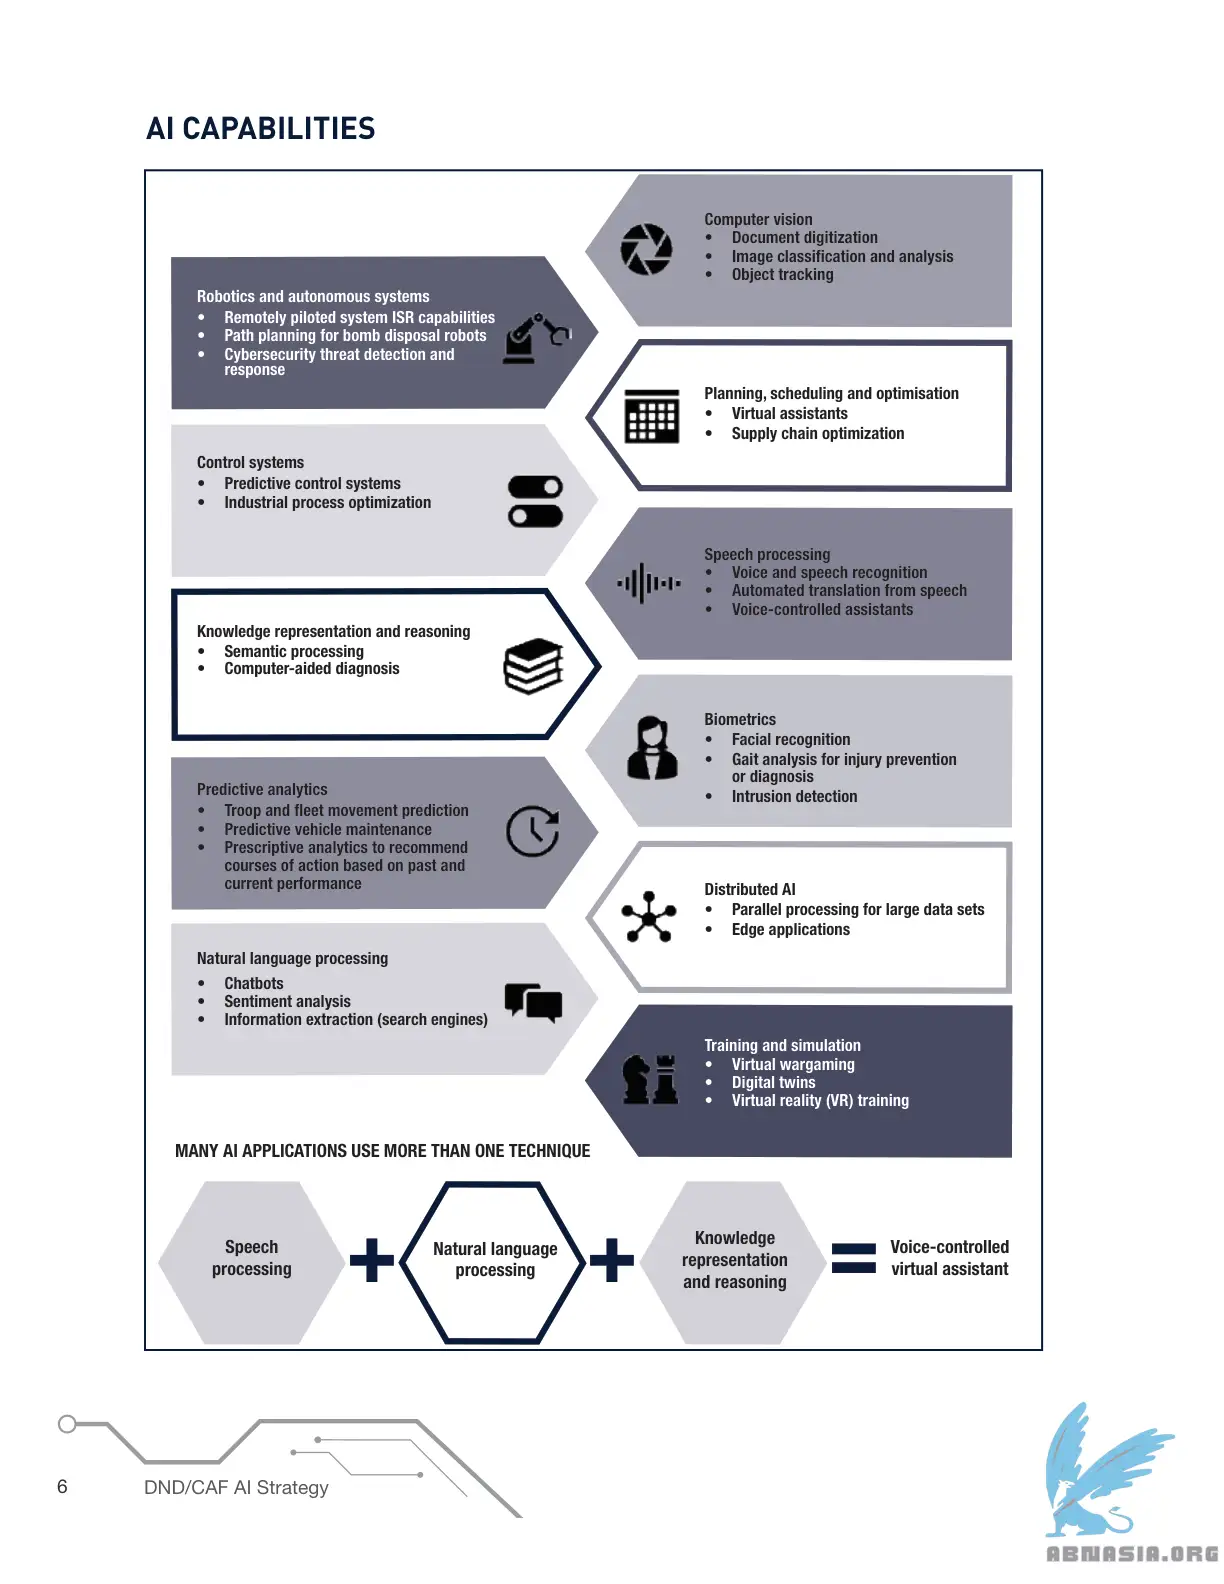 AI CAPABILITIES
Computer vision
• Document digitization
• Image classification and analysis
• Object tracking
Robotics and autonomous systems
• Remotely piloted system ISR capabilities
• Path planning for bomb disposal robots
• Cybersecurity threat detection and
response
Planning, scheduling and optimisation
• Virtual assistants
• Supply chain optimization
Control systems
• Predictive control systems
• Industrial process optimization
Speech processing
• Voice and speech recognition
• Automated translation from speech
• Voice-controlled assistants
Knowledge representation and reasoning
• Semantic processing
• Computer-aided diagnosis
Biometrics
• Facial recognition
• Gait analysis for injury prevention
or diagnosis
• Intrusion detection
Predictive analytics
• Troop and fleet movement prediction
• Predictive vehicle maintenance
• Prescriptive analytics to recommend
courses of action based on past and
current performance
Distributed AI
• Parallel processing for large data sets
• Edge applications
Natural language processing
• Chatbots
• Sentiment analysis
• Information extraction (search engines)
Training and simulation
• Virtual wargaming
• Digital twins
• Virtual reality (VR) training
MANY AI APPLICATIONS USE MORE THAN ONE TECHNIQUE
Speech
processing
+
Natural language
processing
+
Knowledge
representation
and reasoning
=
Voice-controlled
virtual assistant
6 DND/CAF AI Strategy
ABNASIA.ORG